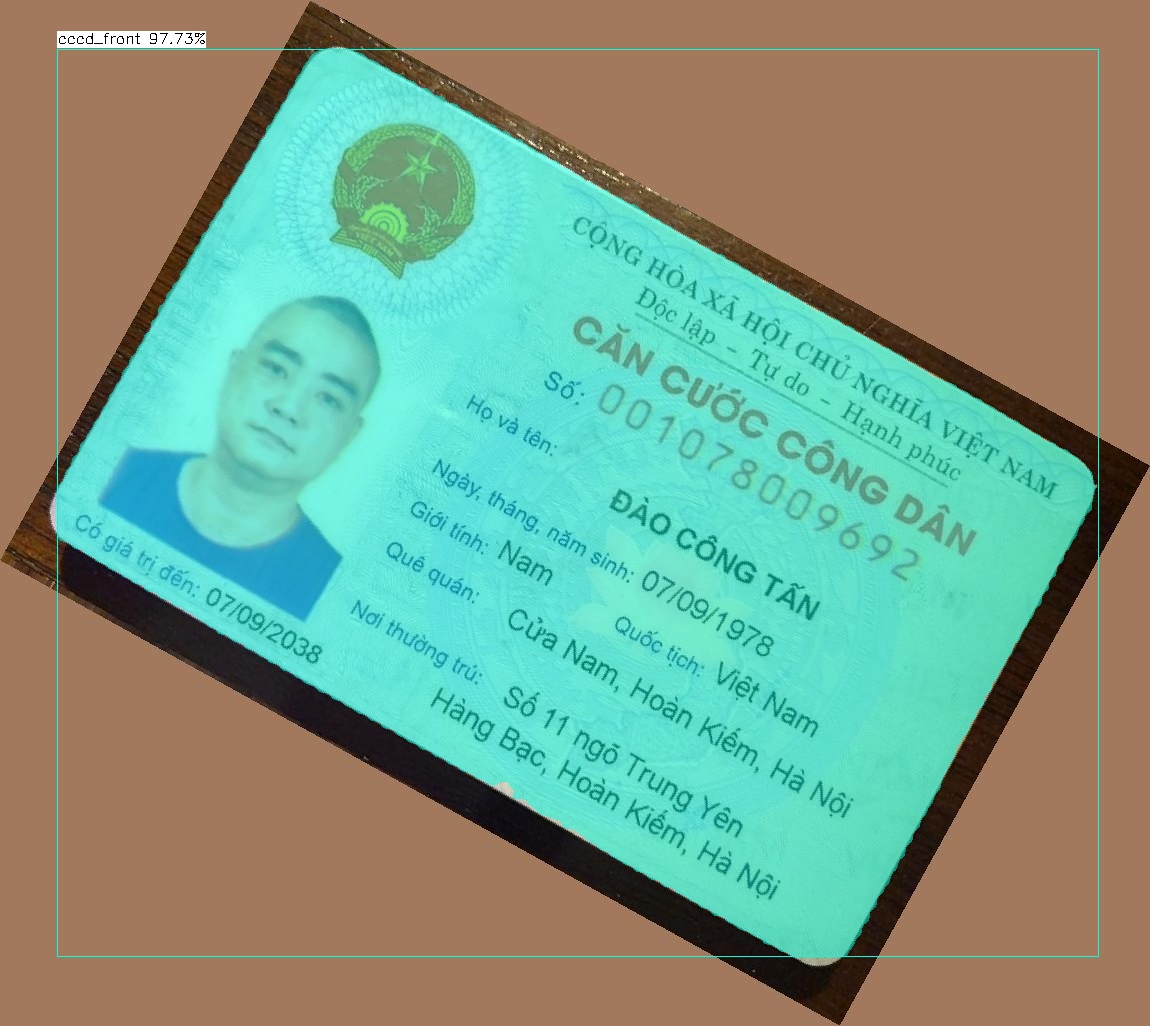 cccd_front 97.73%
CỘNG HÒA XÃ HỘI CHỦ NGHĨA VIỆT NAM
Độc lập – Tự do – Hạnh phúc
CĂN CƯỚC CÔNG DÂN
Số: 001078009692
Họ và tên:
ĐÀO CÔNG TẤN
Ngày, tháng, năm sinh: 07/09/1978
Giới tính: Nam Quốc tịch: Việt Nam
Quê quán:
Cửa Nam, Hoàn Kiếm, Hà Nội
Nơi thường trú: Số 11 ngõ Trung Yên
Hàng Bạc, Hoàn Kiếm, Hà Nội
Có giá trị đến: 07/09/2038